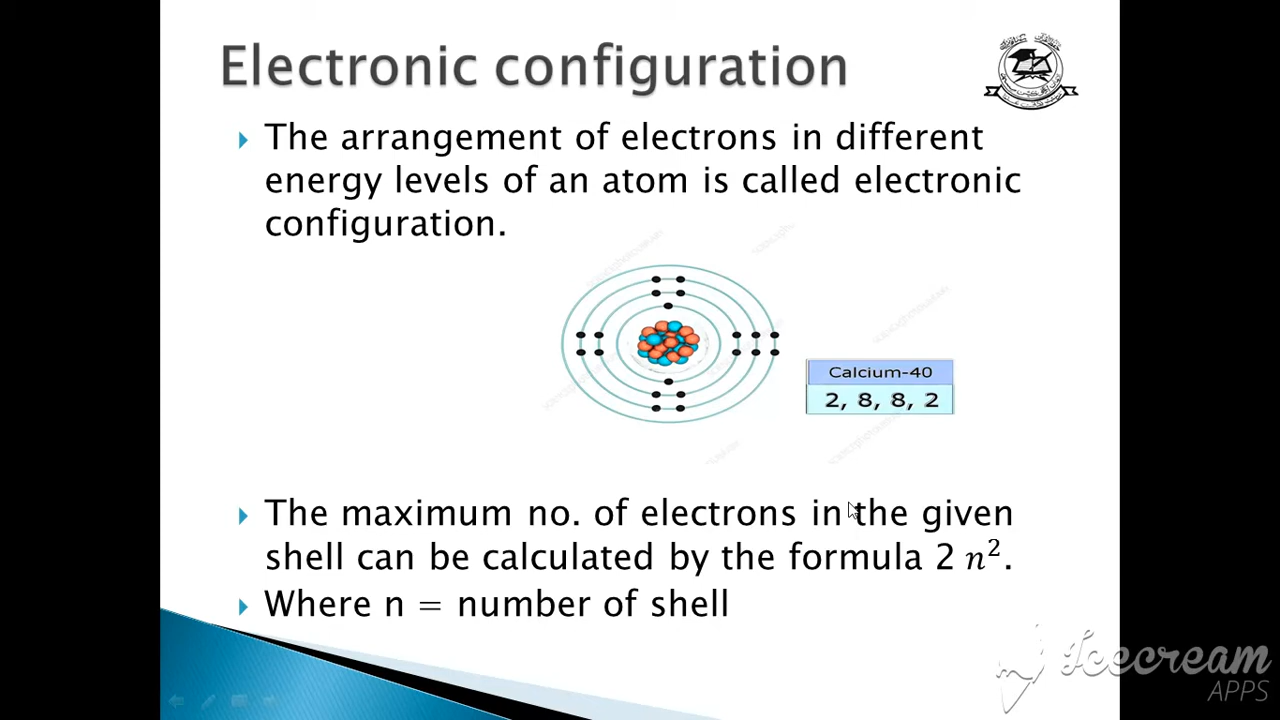 Electronic configuration
The arrangement of electrons in different
energy levels of an atom is called electronic
configuration.
Calcium-40
2, 8, 8, 2
The maximum no. of electrons in the given
shell can be calculated by the formula 2 𝑛².
Where n = number of shell
Icecream
APPS